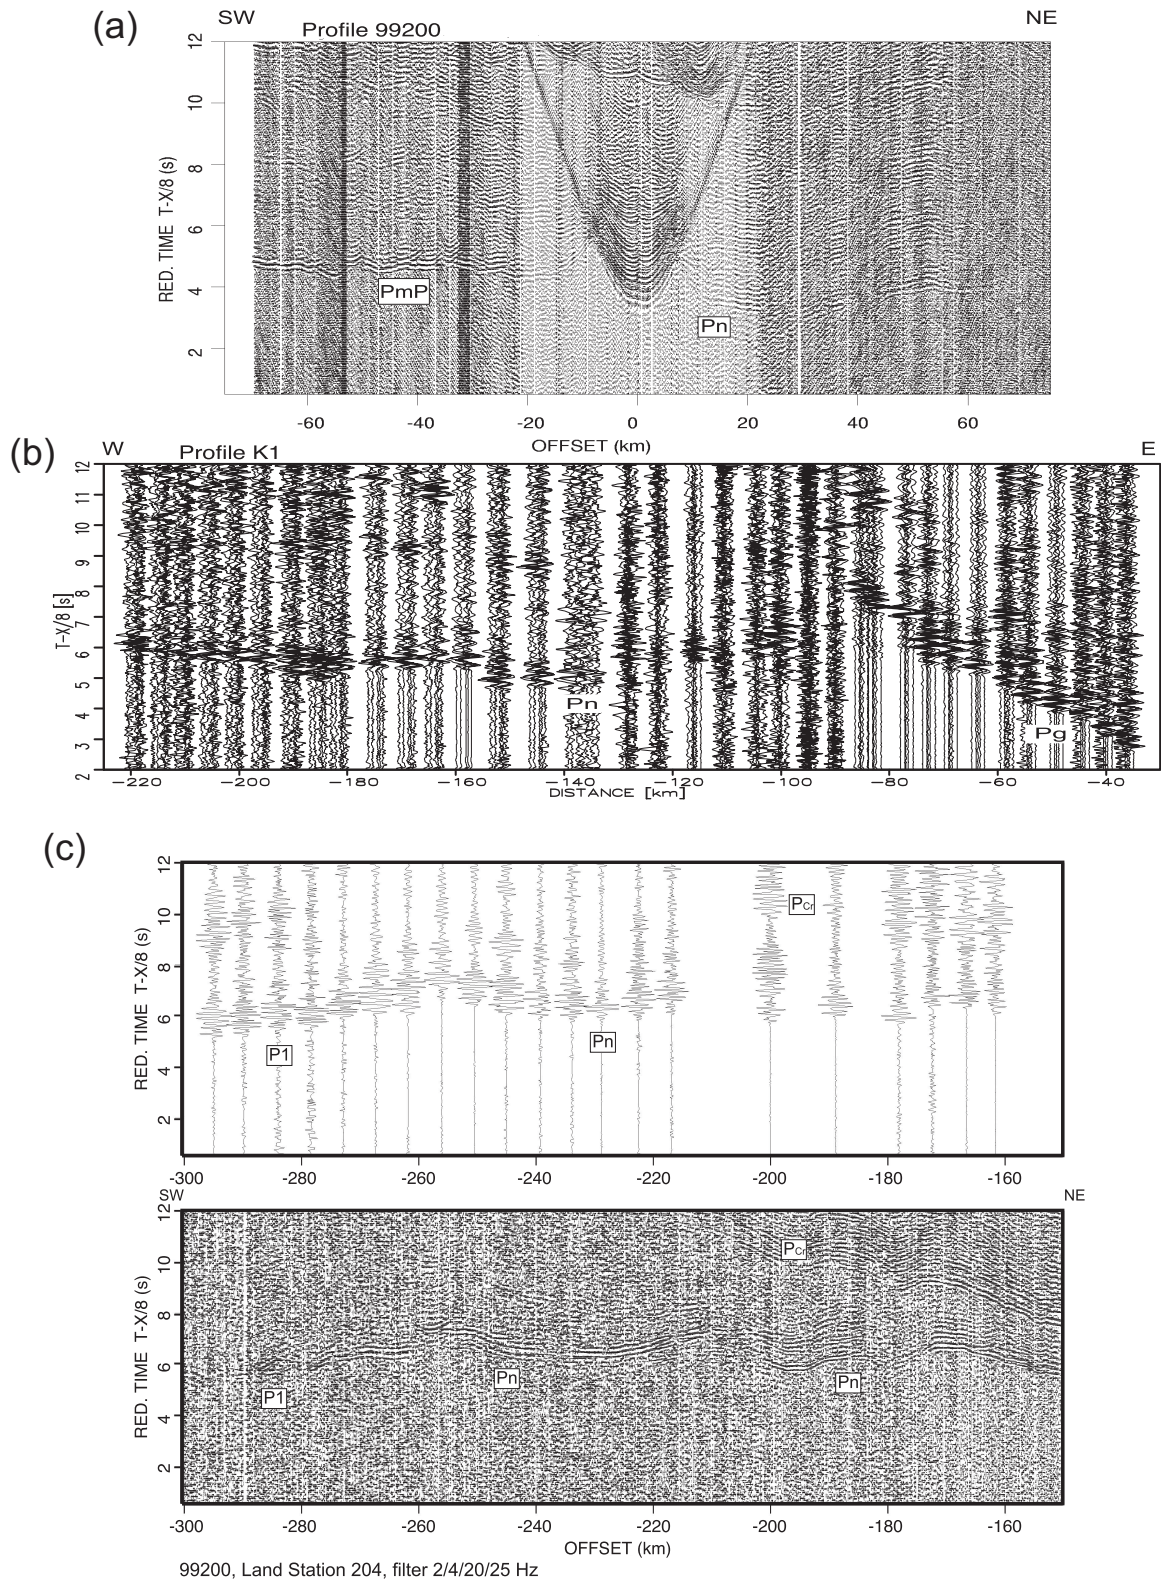 (a)
SW
NE
Profile 99200
RED. TIME T-X/8 (s)
12
10
8
6
4
2
PmP
Pn
-60 -40 -20 0 20 40 60
OFFSET (km)
(b)
W
Profile K1
E
T-X/8 [s]
12
11
10
9
8
7
6
5
4
3
2
Pn
Pg
-220 -200 -180 -160 -140 -120 -100 -80 -60 -40
DISTANCE [km]
(c)
RED. TIME T-X/8 (s)
12
10
8
6
4
2
PCr
P1
Pn
-300 -280 -260 -240 -220 -200 -180 -160
SW
NE
RED. TIME T-X/8 (s)
12
10
8
6
4
2
PCr
P1
Pn
Pn
-300 -280 -260 -240 -220 -200 -180 -160
OFFSET (km)
99200, Land Station 204, filter 2/4/20/25 Hz